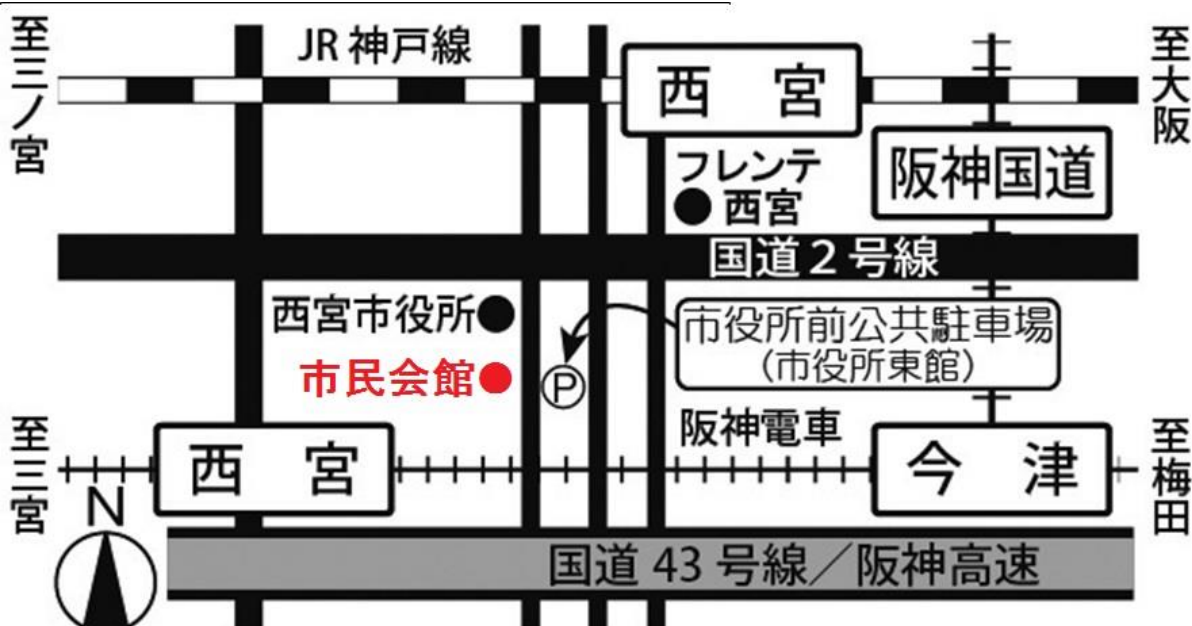 至三ノ宮
JR 神戸線
西　宮
至大阪
フレンテ
西宮
阪神国道
国道２号線
西宮市役所
市役所前公共駐車場
（市役所東館）
市民会館
P
阪神電車
至三宮
西　宮
今　津
至梅田
N
国道 43 号線／阪神高速